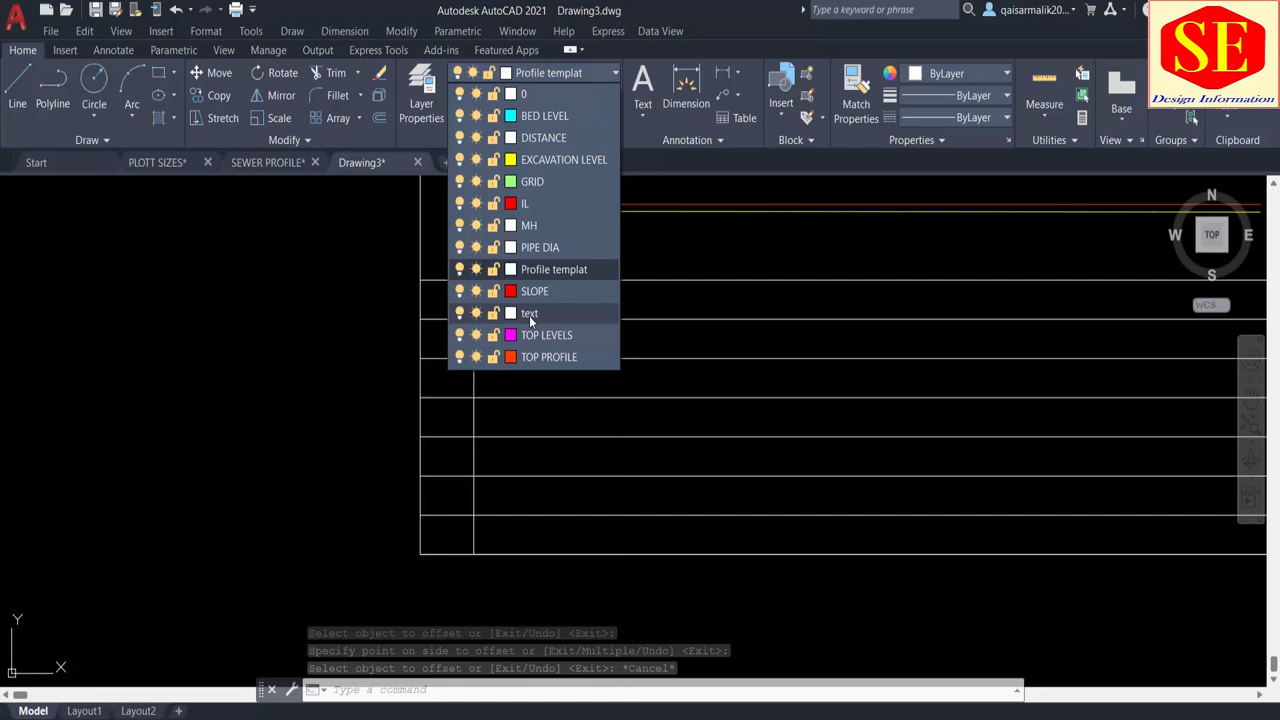 Autodesk AutoCAD 2021 Drawing3.dwg
Type a keyword or phrase
qaisarmalik20...
File Edit View Insert Format Tools Draw Dimension Modify Parametric Window Help Express Data View
Home Insert Annotate Parametric View Manage Output Express Tools Add-ins Featured Apps
SE
Design Information
Line Polyline Circle Arc
Move Rotate Trim
Copy Mirror Fillet
Stretch Scale Array
Layer Properties
Profile templat
Text Dimension Table
Insert
Match Properties
ByLayer
ByLayer
ByLayer
Measure
Base
Draw Modify Annotation Block Properties Groups Utilities View Clipboard
Start PLOTT SIZES* SEWER PROFILE* Drawing3*
0
BED LEVEL
DISTANCE
EXCAVATION LEVEL
GRID
IL
MH
PIPE DIA
Profile templat
SLOPE
text
TOP LEVELS
TOP PROFILE
N
W TOP E
S
WCS
Y
X
Select object to offset or [Exit/Undo] <Exit>:
Specify point on side to offset or [Exit/Multiple/Undo] <Exit>:
Select object to offset or [Exit/Undo] <Exit>: *Cancel*
Type a command
Model Layout1 Layout2 +